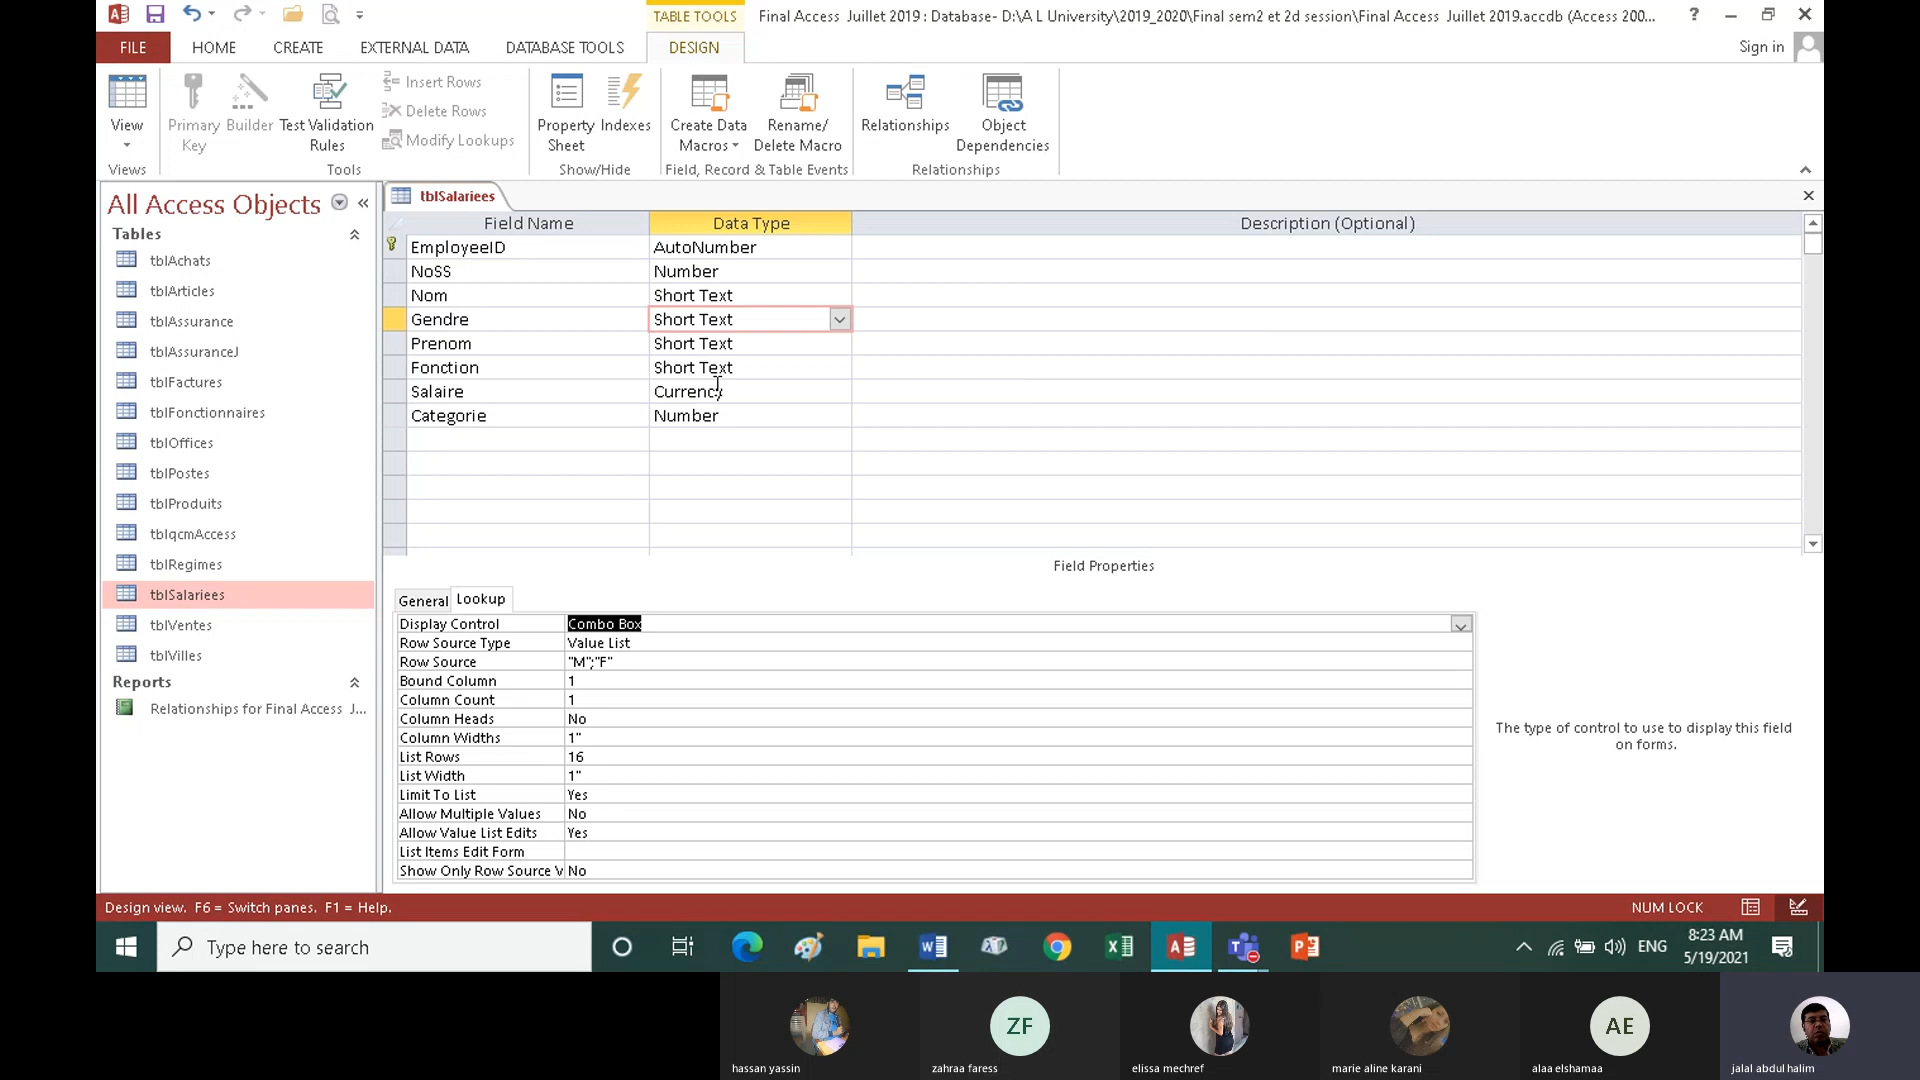 TABLE TOOLS
Final Access Juillet 2019 : Database- D:\A L University\2019_2020\Final sem2 et 2d session\Final Access Juillet 2019.accdb (Access 200...
?
FILE
HOME
CREATE
EXTERNAL DATA
DATABASE TOOLS
DESIGN
Sign in
View
Primary Key
Builder
Test Validation Rules
Insert Rows
Delete Rows
Modify Lookups
Property Sheet
Indexes
Create Data Macros
Rename/ Delete Macro
Relationships
Object Dependencies
Views
Tools
Show/Hide
Field, Record & Table Events
Relationships
All Access Objects
Tables
tblAchats
tblArticles
tblAssurance
tblAssuranceJ
tblFactures
tblFonctionnaires
tblOffices
tblPostes
tblProduits
tblqcmAccess
tblRegimes
tblSalariees
tblVentes
tblVilles
Reports
Relationships for Final Access J...
tblSalariees
Field Name Data Type Description (Optional)
EmployeeID AutoNumber
NoSS Number
Nom Short Text
Gendre Short Text
Prenom Short Text
Fonction Short Text
Salaire Currency
Categorie Number
Field Properties
General Lookup
Display Control Combo Box
Row Source Type Value List
Row Source "M";"F"
Bound Column 1
Column Count 1
Column Heads No
Column Widths 1"
List Rows 16
List Width 1"
Limit To List Yes
Allow Multiple Values No
Allow Value List Edits Yes
List Items Edit Form
Show Only Row Source V No
The type of control to use to display this field
on forms.
Design view. F6 = Switch panes. F1 = Help.
NUM LOCK
Type here to search
ENG
8:23 AM
5/19/2021
ZF
AE
hassan yassin
zahraa faress
elissa mechref
marie aline karani
alaa elshamaa
jalal abdul halim